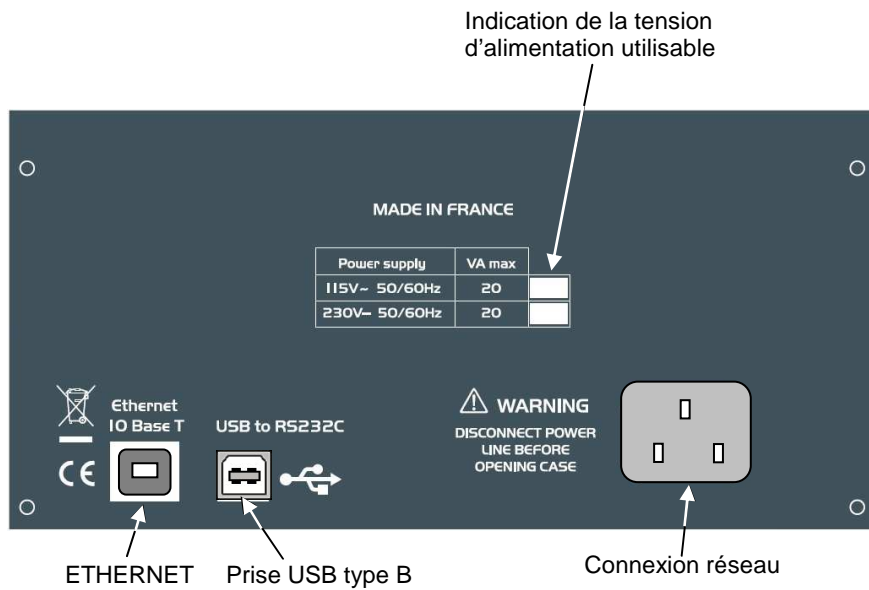 Indication de la tension
d'alimentation utilisable
MADE IN FRANCE
Power supply VA max
115V~ 50/60Hz 20
230V– 50/60Hz 20
Ethernet
10 Base T
USB to RS232C
WARNING
DISCONNECT POWER
LINE BEFORE
OPENING CASE
CE
ETHERNET
Prise USB type B
Connexion réseau